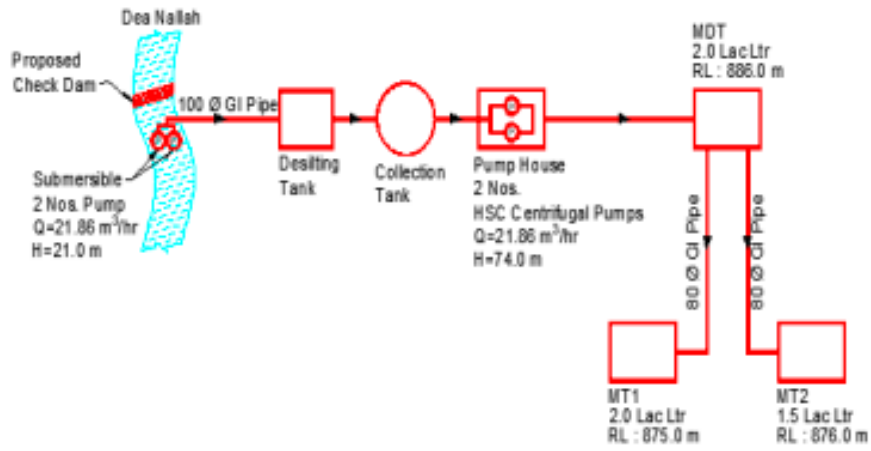 Dea Nallah
Proposed
Check Dam
100 Ø GI Pipe
Submersible
2 Nos. Pump
Q=21.86 m³/hr
H=21.0 m
Desilting
Tank
Collection
Tank
Pump House
2 Nos.
HSC Centrifugal Pumps
Q=21.86 m³/hr
H=74.0 m
MDT
2.0 Lac Ltr
RL : 886.0 m
80 Ø GI Pipe
80 Ø GI Pipe
MT1
2.0 Lac Ltr
RL : 875.0 m
MT2
1.5 Lac Ltr
RL : 876.0 m